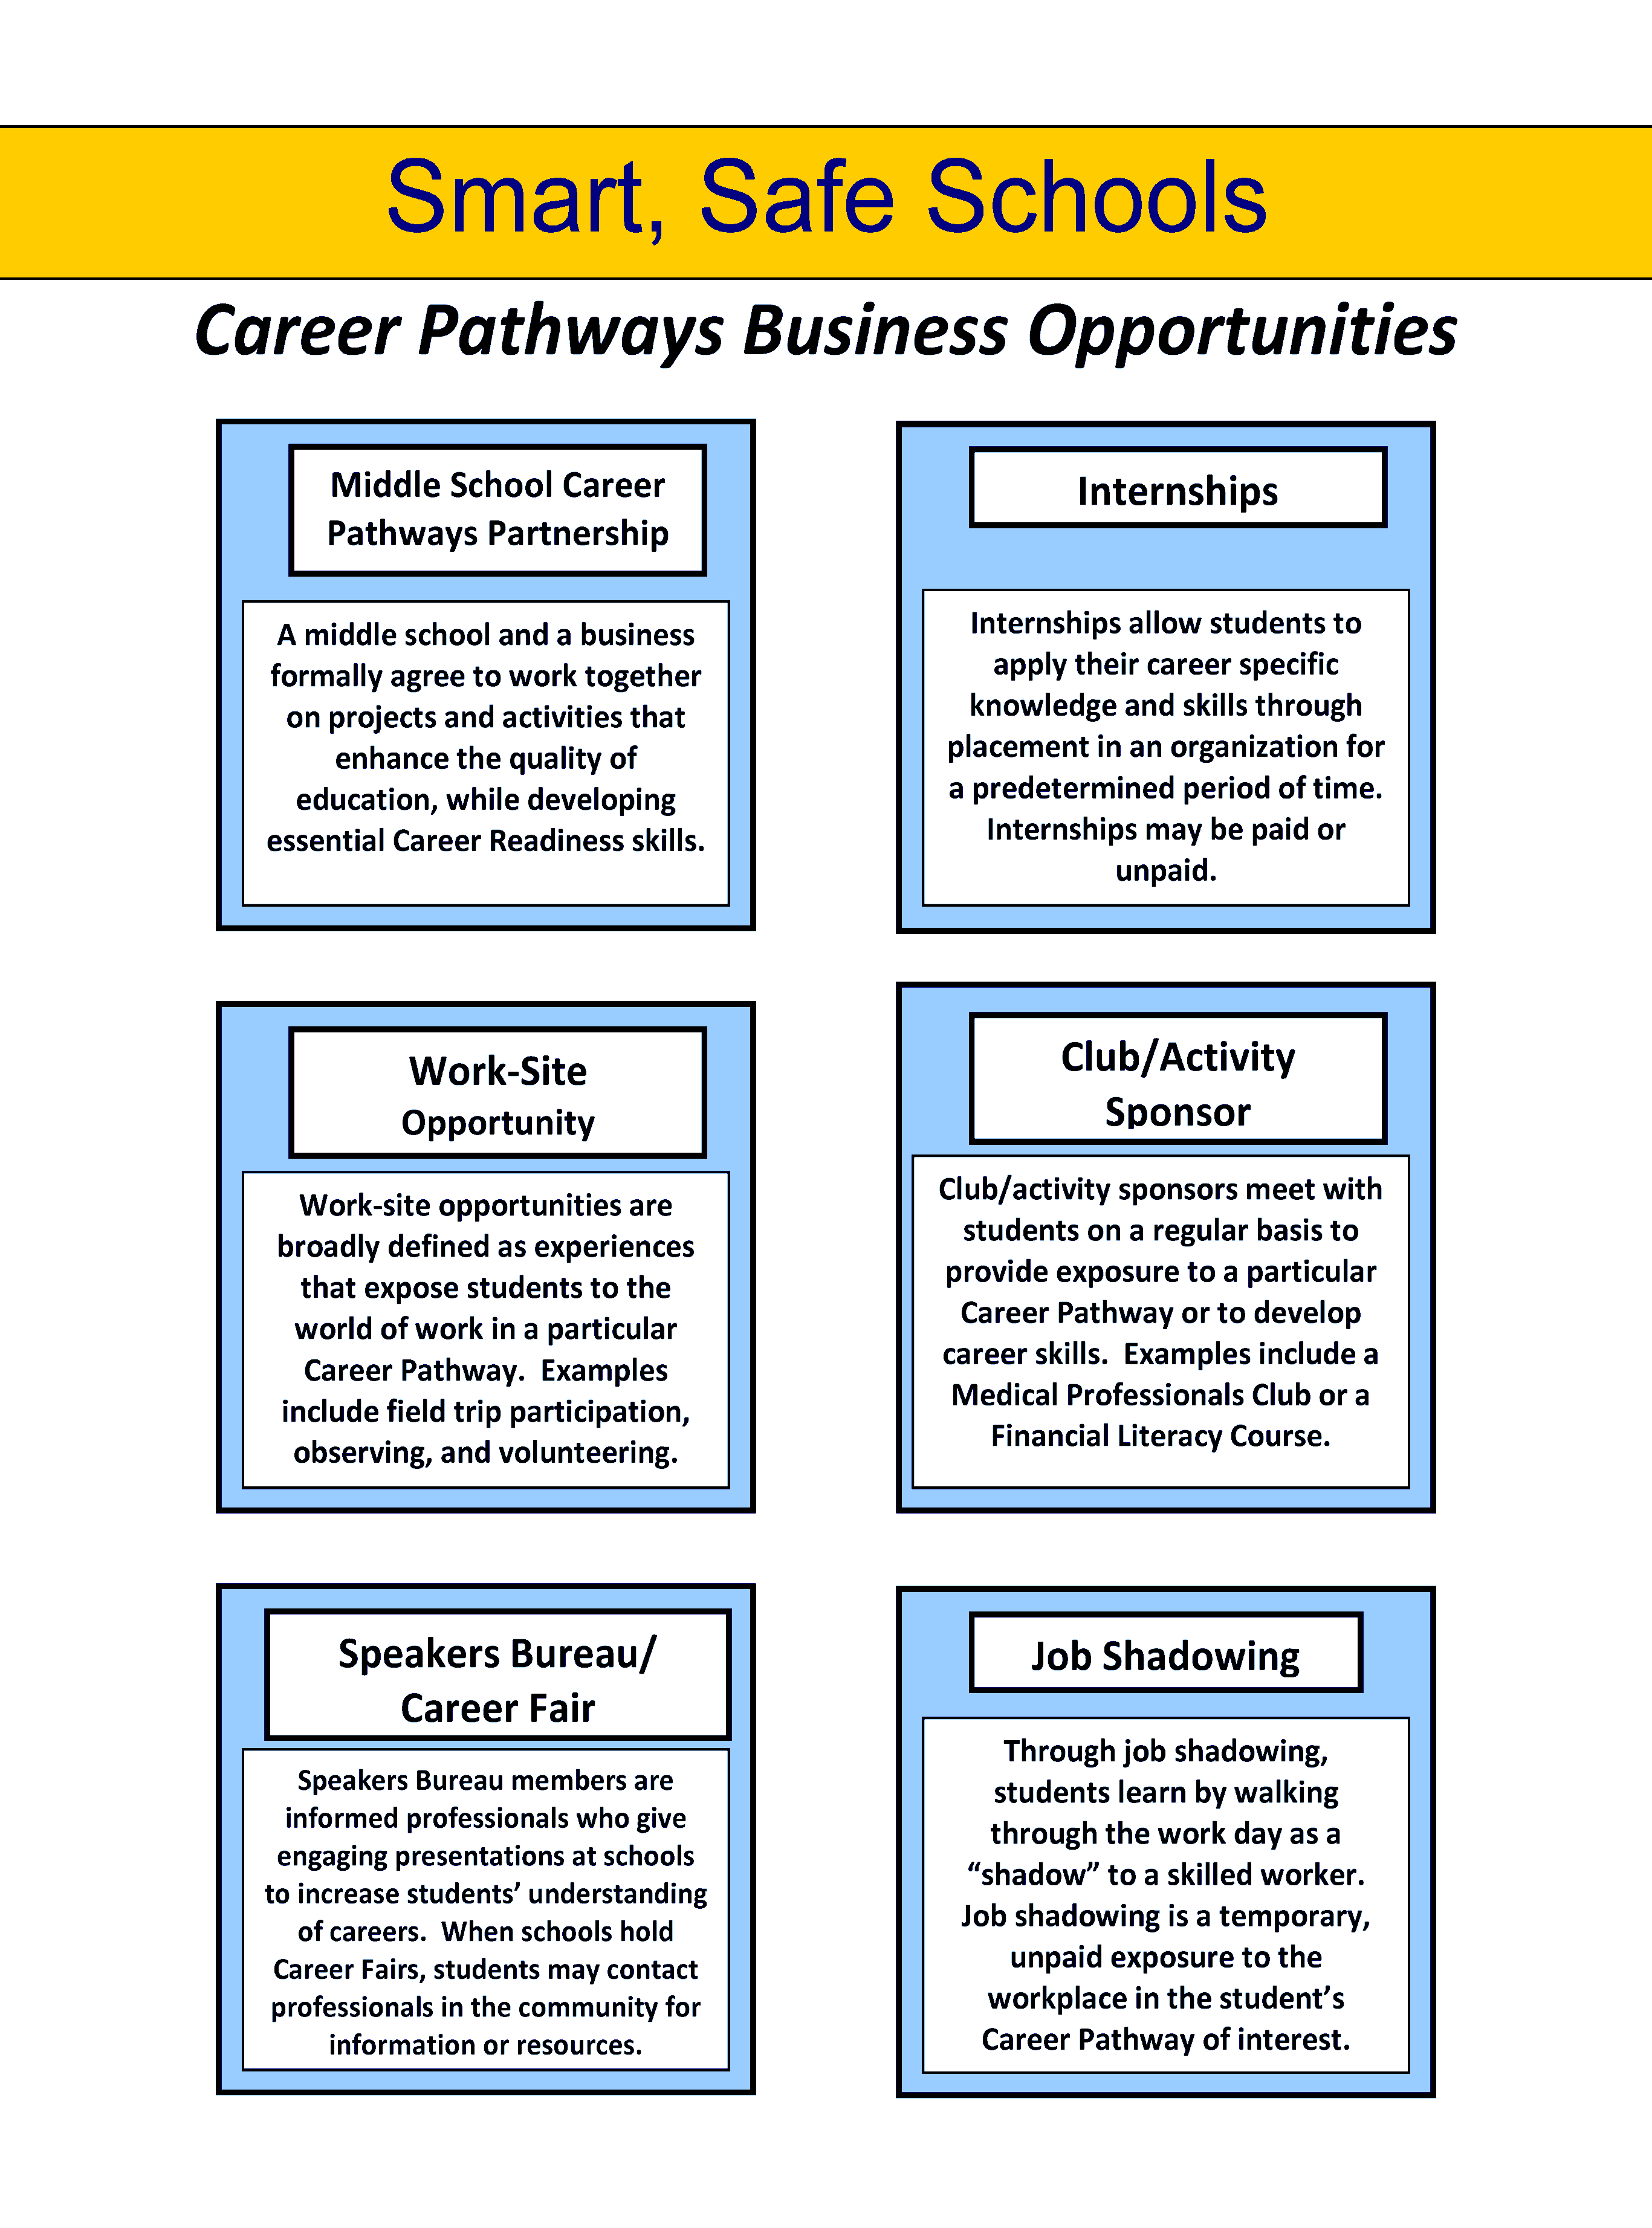 Smart, Safe Schools
Career Pathways Business Opportunities
Middle School Career
Pathways Partnership
A middle school and a business
formally agree to work together
on projects and activities that
enhance the quality of
education, while developing
essential Career Readiness skills.
Internships
Internships allow students to
apply their career specific
knowledge and skills through
placement in an organization for
a predetermined period of time.
Internships may be paid or
unpaid.
Work-Site
Opportunity
Work-site opportunities are
broadly defined as experiences
that expose students to the
world of work in a particular
Career Pathway.  Examples
include field trip participation,
observing, and volunteering.
Club/Activity
Sponsor
Club/activity sponsors meet with
students on a regular basis to
provide exposure to a particular
Career Pathway or to develop
career skills.  Examples include a
Medical Professionals Club or a
Financial Literacy Course.
Speakers Bureau/
Career Fair
Speakers Bureau members are
informed professionals who give
engaging presentations at schools
to increase students’ understanding
of careers.  When schools hold
Career Fairs, students may contact
professionals in the community for
information or resources.
Job Shadowing
Through job shadowing,
students learn by walking
through the work day as a
“shadow” to a skilled worker.
Job shadowing is a temporary,
unpaid exposure to the
workplace in the student’s
Career Pathway of interest.